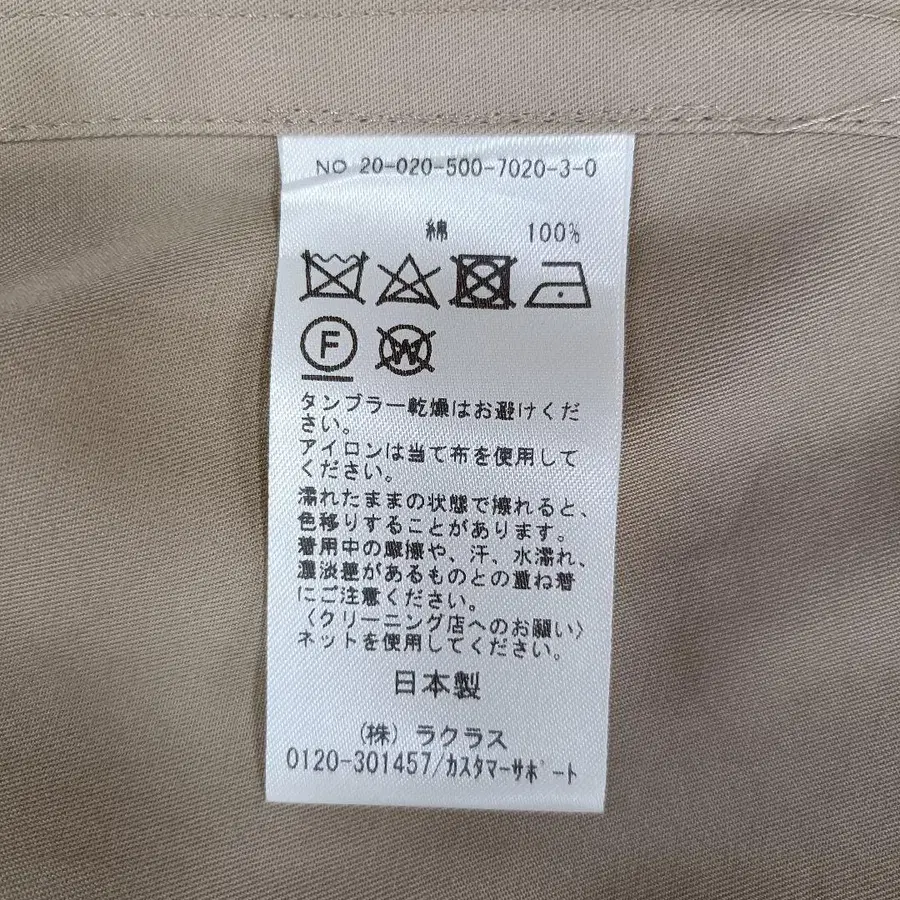 NO 20-020-500-7020-3-0
綿 100%
F
W
タンブラー乾燥はお避けくだ
さい。
アイロンは当て布を使用して
ください。
濡れたままの状態で擦れると、
色移りすることがあります。
着用中の摩擦や、汗、水濡れ、
濃淡差があるものとの重ね着
にご注意ください。
〈クリーニング店へのお願い〉
ネットを使用してください。
日本製
(株) ラクラス
0120-301457/カスタマーサポート